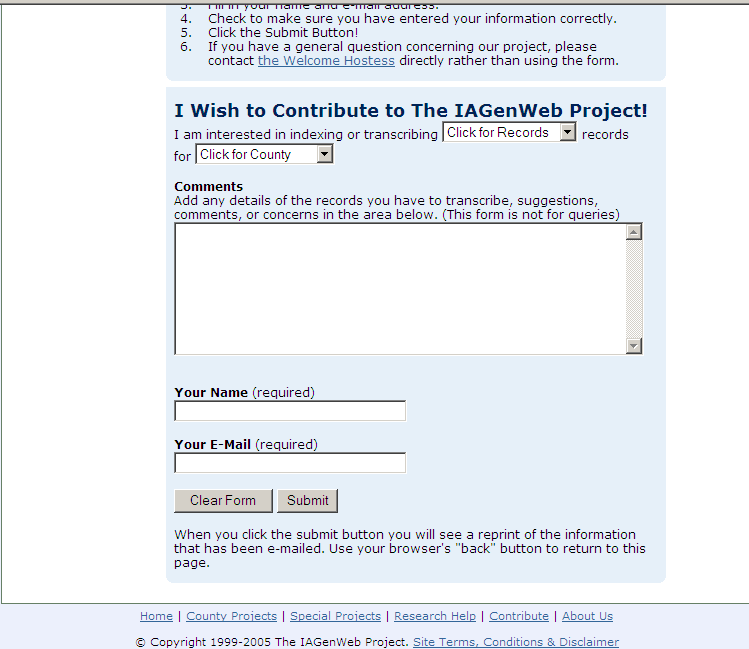 3. Fill in your name and e-mail address.
4. Check to make sure you have entered your information correctly.
5. Click the Submit Button!
6. If you have a general question concerning our project, please
contact the Welcome Hostess directly rather than using the form.
I Wish to Contribute to The IAGenWeb Project!
I am interested in indexing or transcribing Click for Records records
for Click for County
Comments
Add any details of the records you have to transcribe, suggestions,
comments, or concerns in the area below. (This form is not for queries)
Your Name (required)
Your E-Mail (required)
Clear Form Submit
When you click the submit button you will see a reprint of the information
that has been e-mailed. Use your browser's "back" button to return to this
page.
Home | County Projects | Special Projects | Research Help | Contribute | About Us
© Copyright 1999-2005 The IAGenWeb Project. Site Terms, Conditions & Disclaimer